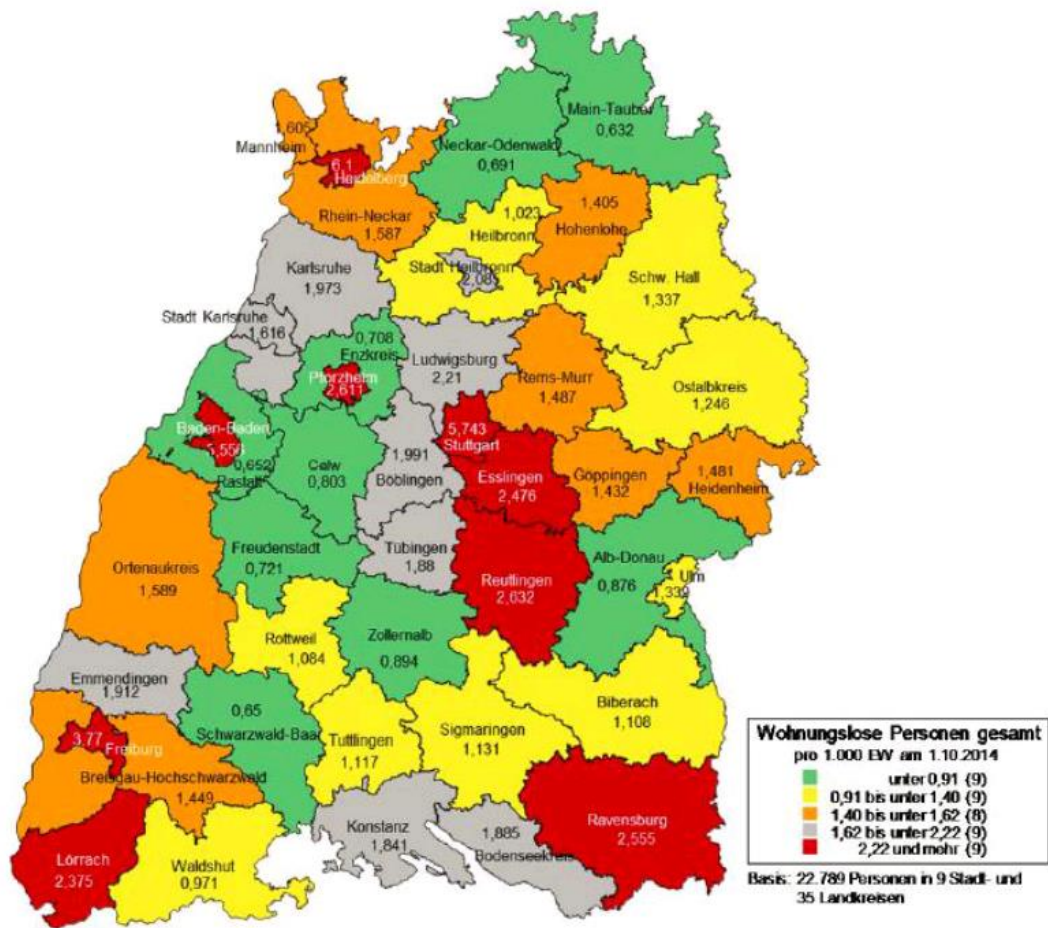 Main-Tauber
0,632
Neckar-Odenwald
0,691
1,605
Mannheim
6,1
Heidelberg
Rhein-Neckar
1,587
1,023
Heilbronn
1,405
Hohenlohe
Stadt Heilbronn
2,08
Karlsruhe
1,973
Schw. Hall
1,337
Stadt Karlsruhe
1,616
0,708
Enzkreis
Ludwigsburg
2,21
Rems-Murr
1,487
Pforzheim
2,611
Ostalbkreis
1,246
Baden-Baden
5,556
0,652
Rastatt
Calw
0,803
1,991
Böblingen
5,743
Stuttgart
Esslingen
2,476
Göppingen
1,432
1,481
Heidenheim
Freudenstadt
0,721
Tübingen
1,88
Alb-Donau
0,876
Ulm
1,339
Ortenaukreis
1,589
Reutlingen
2,632
Rottweil
1,084
Zollernalb
0,894
Emmendingen
1,912
0,65
Schwarzwald-Baar
Biberach
1,108
Sigmaringen
1,131
Tuttlingen
1,117
3,77
Freiburg
Breisgau-Hochschwarzwald
1,449
Ravensburg
2,555
Konstanz
1,841
1,885
Bodenseekreis
Lörrach
2,375
Waldshut
0,971
Wohnungslose Personen gesamt
pro 1.000 EW am 1.10.2014
unter 0,91 (9)
0,91 bis unter 1,40 (9)
1,40 bis unter 1,62 (8)
1,62 bis unter 2,22 (9)
2,22 und mehr (9)
Basis: 22.789 Personen in 9 Stadt- und
35 Landkreisen